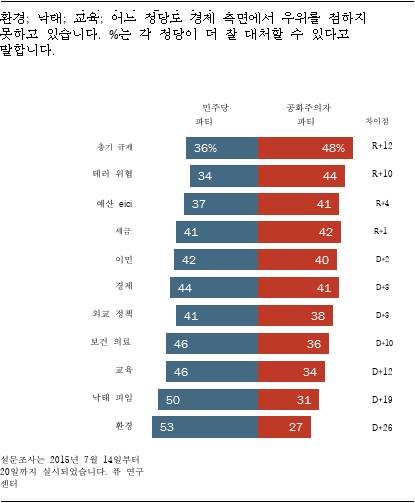 환경; 낙태; 교육; 어느 정당도 경제 측면에서 우위를 점하지
못하고 있습니다. %는 각 정당이 더 잘 대처할 수 있다고
말합니다.
민주당 공화주의자
파티 파티 차이점
총기 규제 36% 48% R+12
테러 위협 34 44 R+10
예산 eici 37 41 R+4
세금: 41 42 R+1
이민 42 40 D+2
경제 44 41 D+3
외교 정책 41 38 D+3
보건 의료 46 36 D+10
교육 46 34 D+12
낙태 피임 50 31 D+19
환경 53 27 D+26
설문조사는 2015년 7월 14일부터
20일까지 실시되었습니다. 퓨 연구
센터